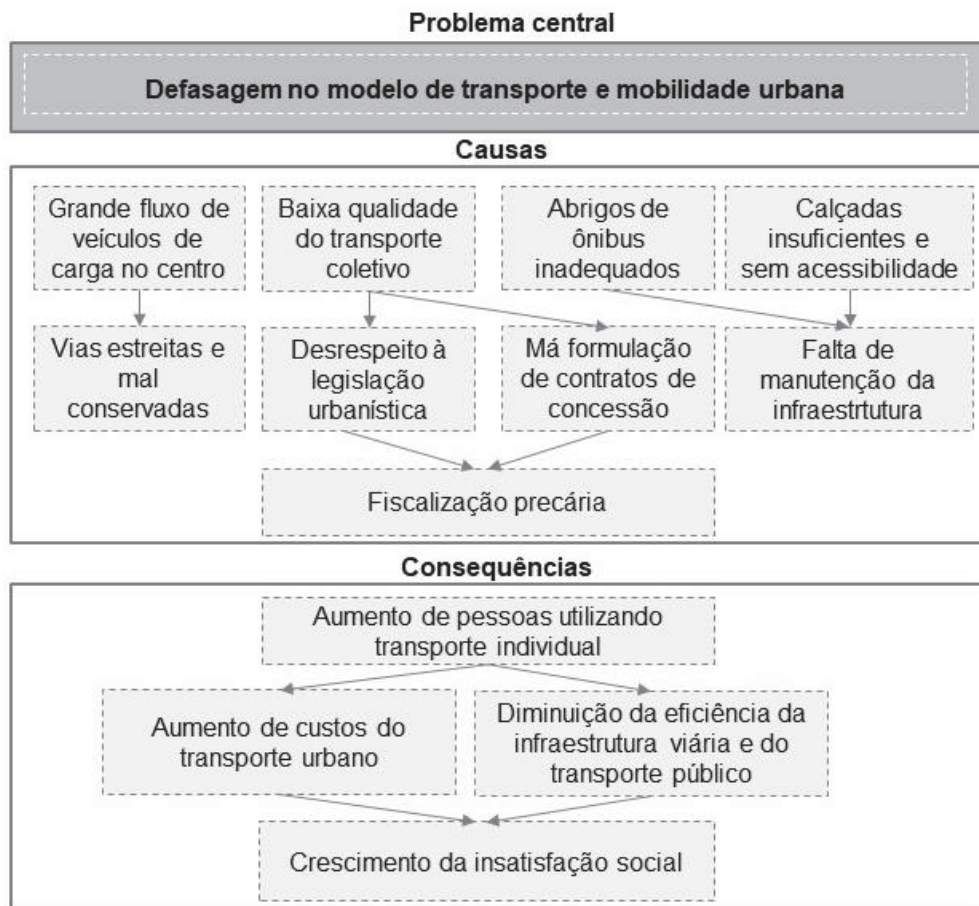 Problema central
Defasagem no modelo de transporte e mobilidade urbana
Causas
Grande fluxo de
veículos de
carga no centro
Baixa qualidade
do transporte
coletivo
Abrigos de
ônibus
inadequados
Calçadas
insuficientes e
sem acessibilidade
Vias estreitas e
mal
conservadas
Desrespeito à
legislação
urbanística
Má formulação
de contratos de
concessão
Falta de
manutenção da
infraestrtutura
Fiscalização precária
Consequências
Aumento de pessoas utilizando
transporte individual
Aumento de custos do
transporte urbano
Diminuição da eficiência da
infraestrutura viária e do
transporte público
Crescimento da insatisfação social